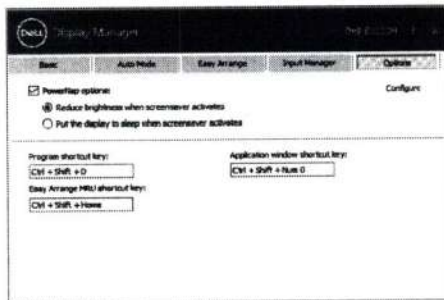 DELL Display Manager
Basic Auto Mode Easy Arrange Input Manager Options
PowerNap options: Configure
Reduce brightness when screensaver activates
Put the display to sleep when screensaver activates
Program shortcut key: Application window shortcut key:
Ctrl + Shift + D Ctrl + Shift + Num 0
Easy Arrange MRU shortcut key:
Ctrl + Shift + Home